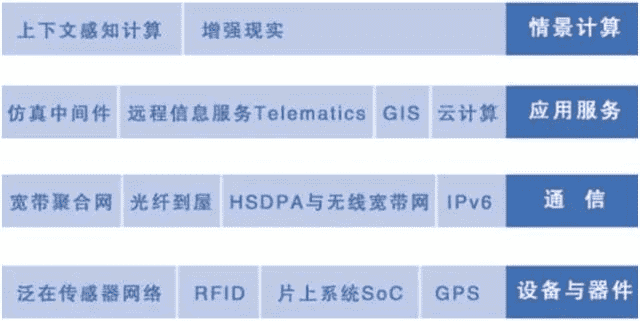 上下文感知计算 增强现实 情景计算
仿真中间件 远程信息服务Telematics GIS 云计算 应用服务
宽带聚合网 光纤到屋 HSDPA与无线宽带网 IPv6 通 信
泛在传感器网络 RFID 片上系统SoC GPS 设备与器件